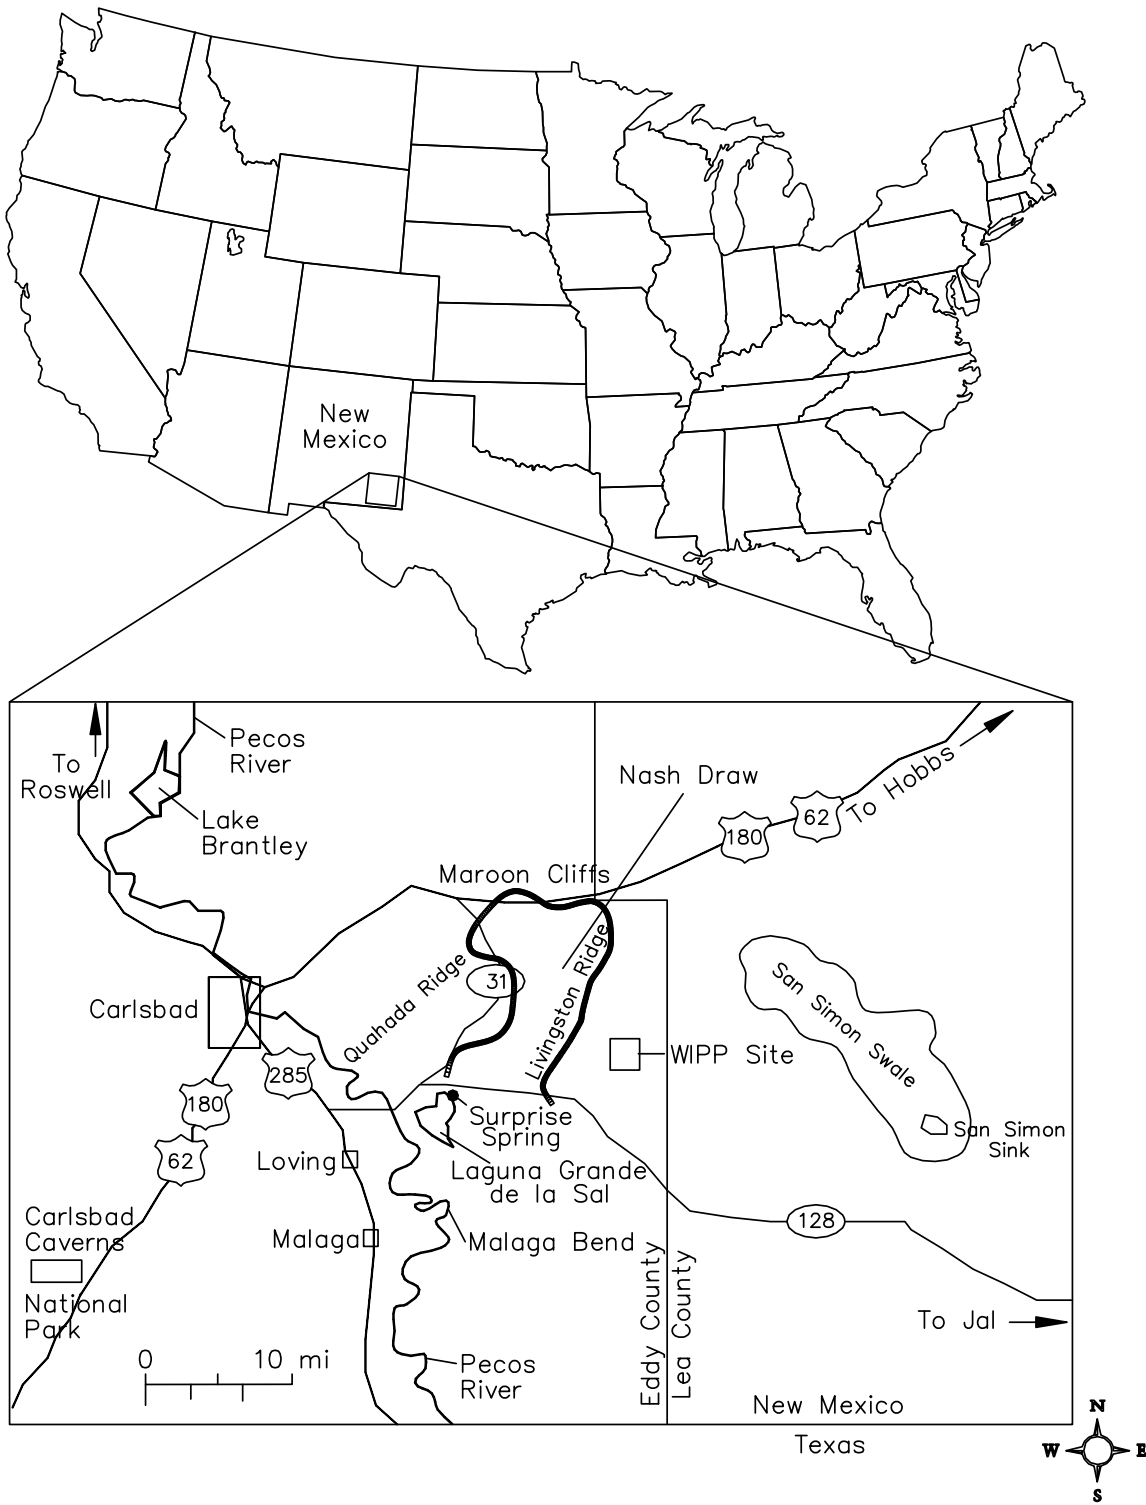 New
Mexico
Pecos
River
To
Roswell
Nash Draw
Lake
Brantley
To Hobbs
62
180
Maroon Cliffs
Quahada Ridge
31
Livingston Ridge
San Simon Swale
Carlsbad
WIPP Site
285
180
Surprise
Spring
San Simon
Sink
62
Loving
Laguna Grande
de la Sal
Carlsbad
Caverns
128
Malaga
Malaga Bend
National
Park
Eddy County
Lea County
To Jal
0
10 mi
Pecos
River
New Mexico
Texas
N
W
E
S